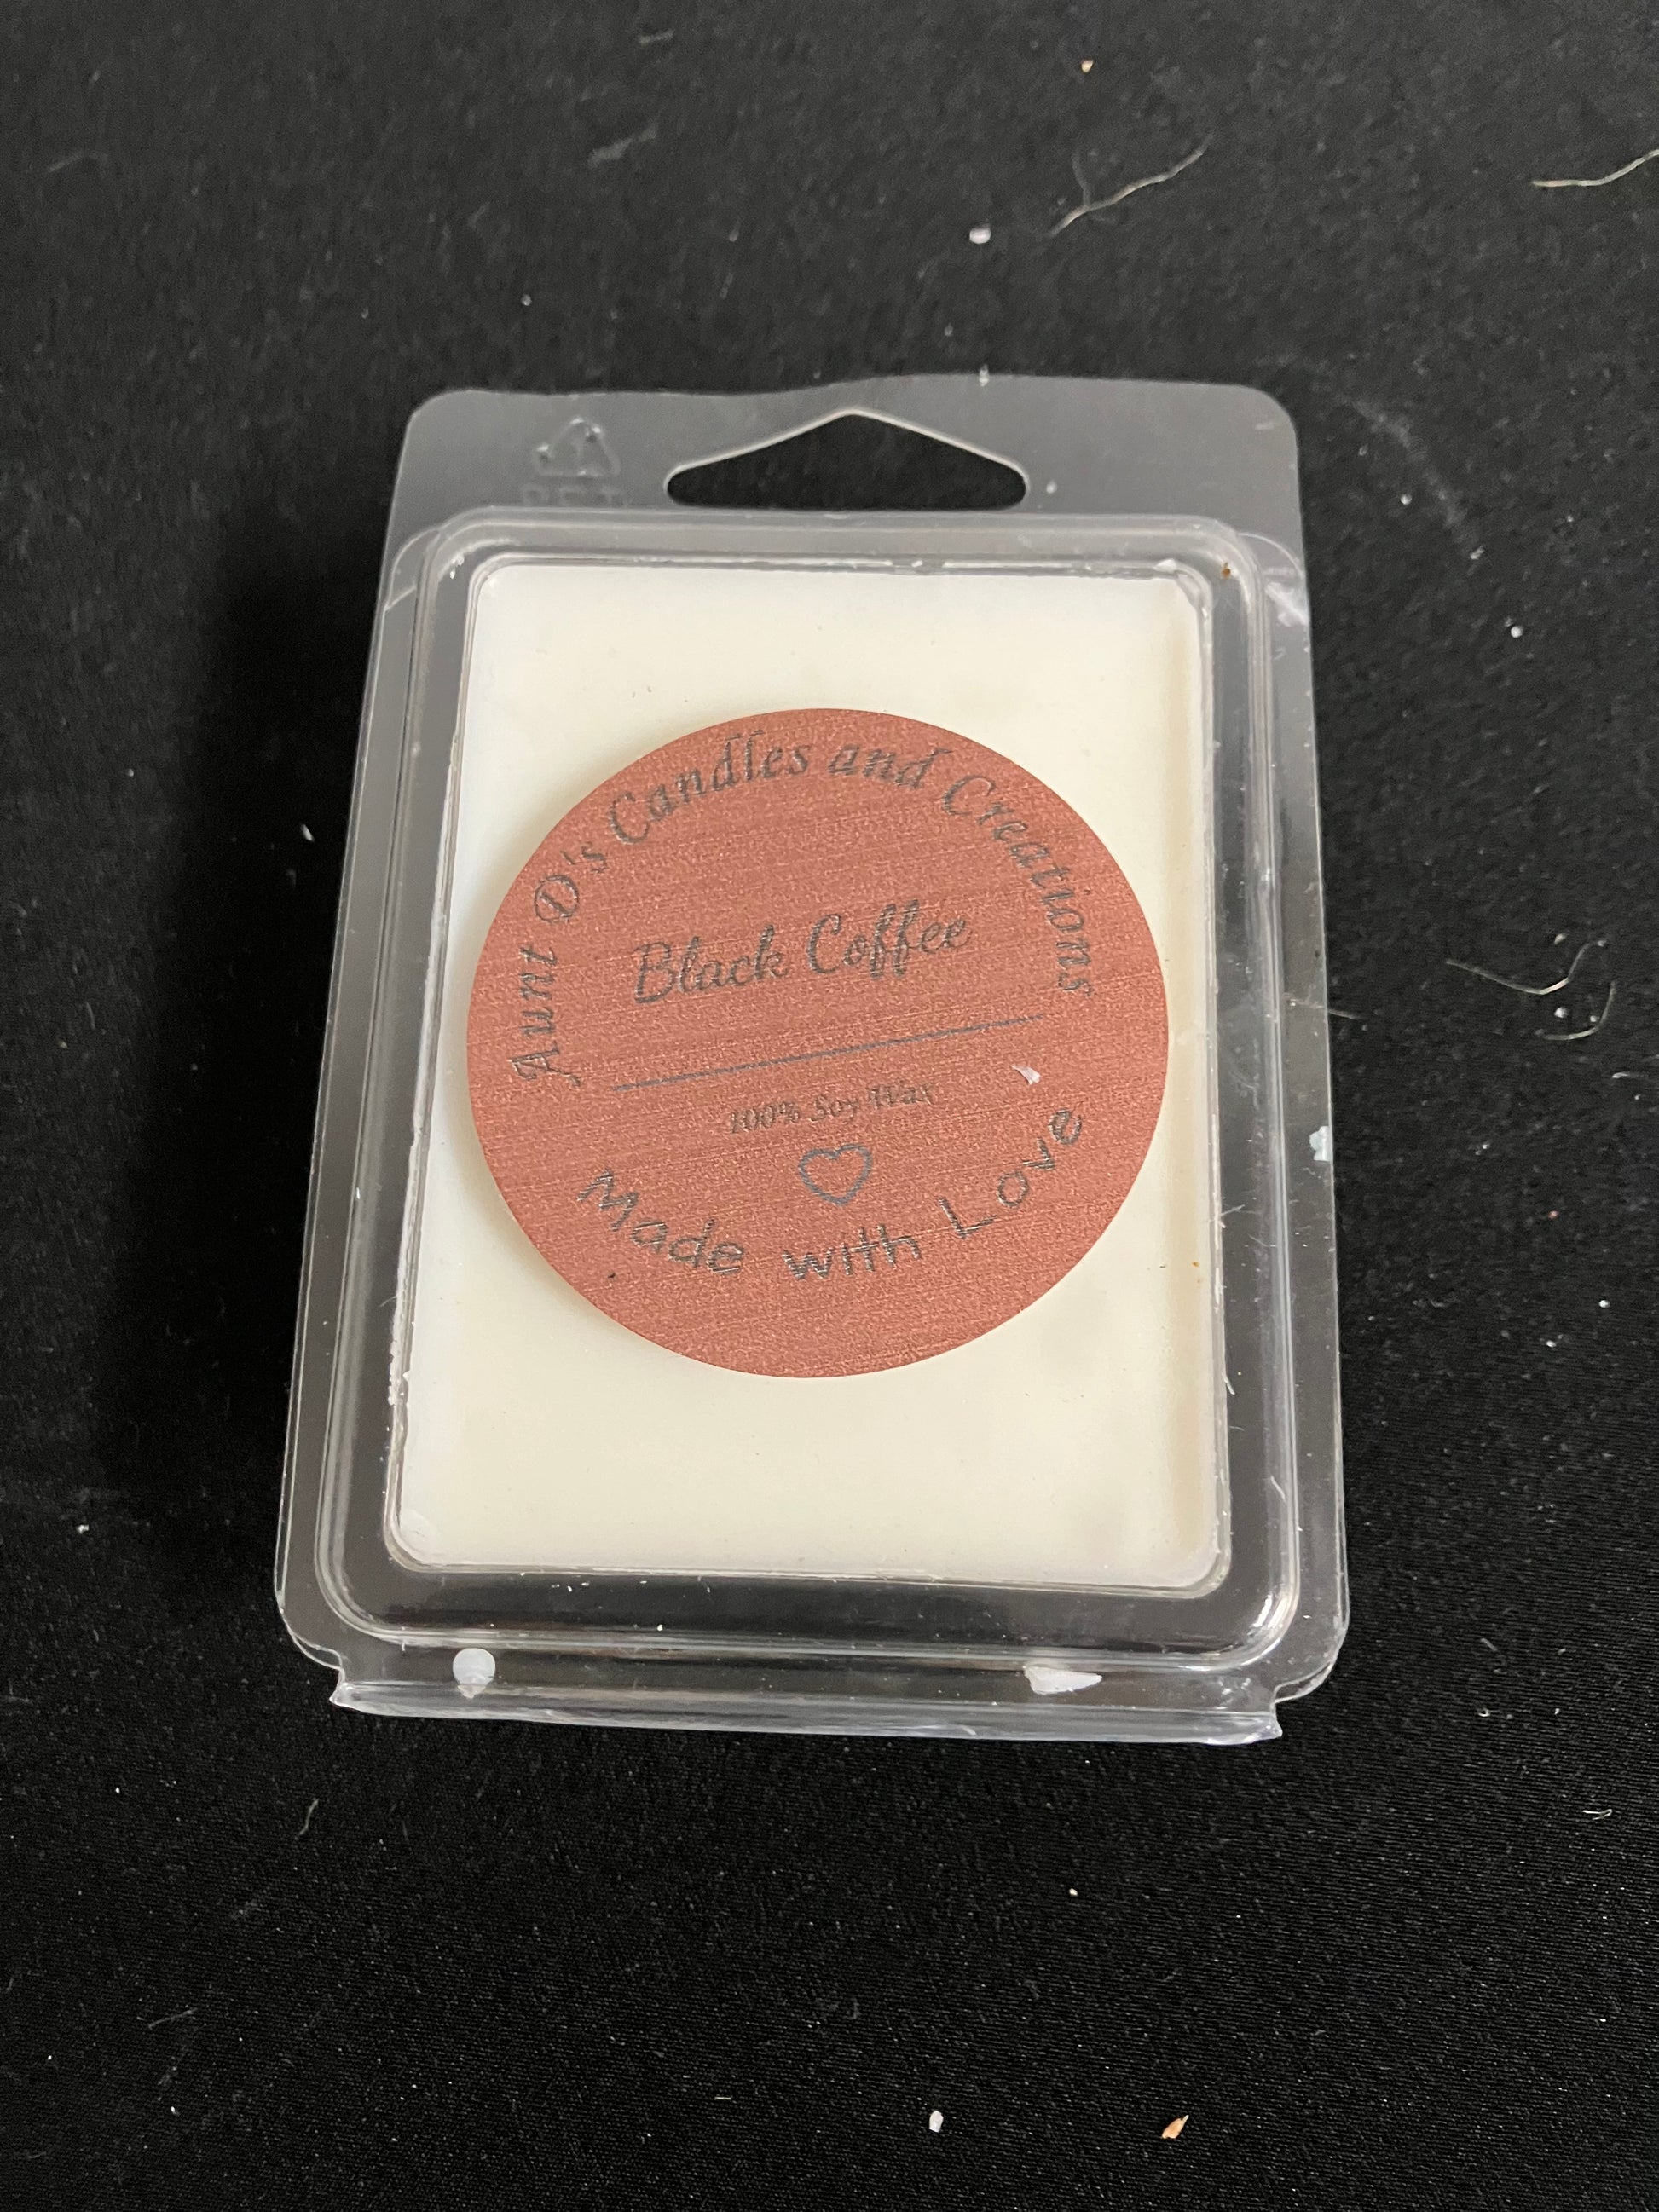 Aunt D's Candles and Creations
Black Coffee
100% Soy Wax
Made with Love